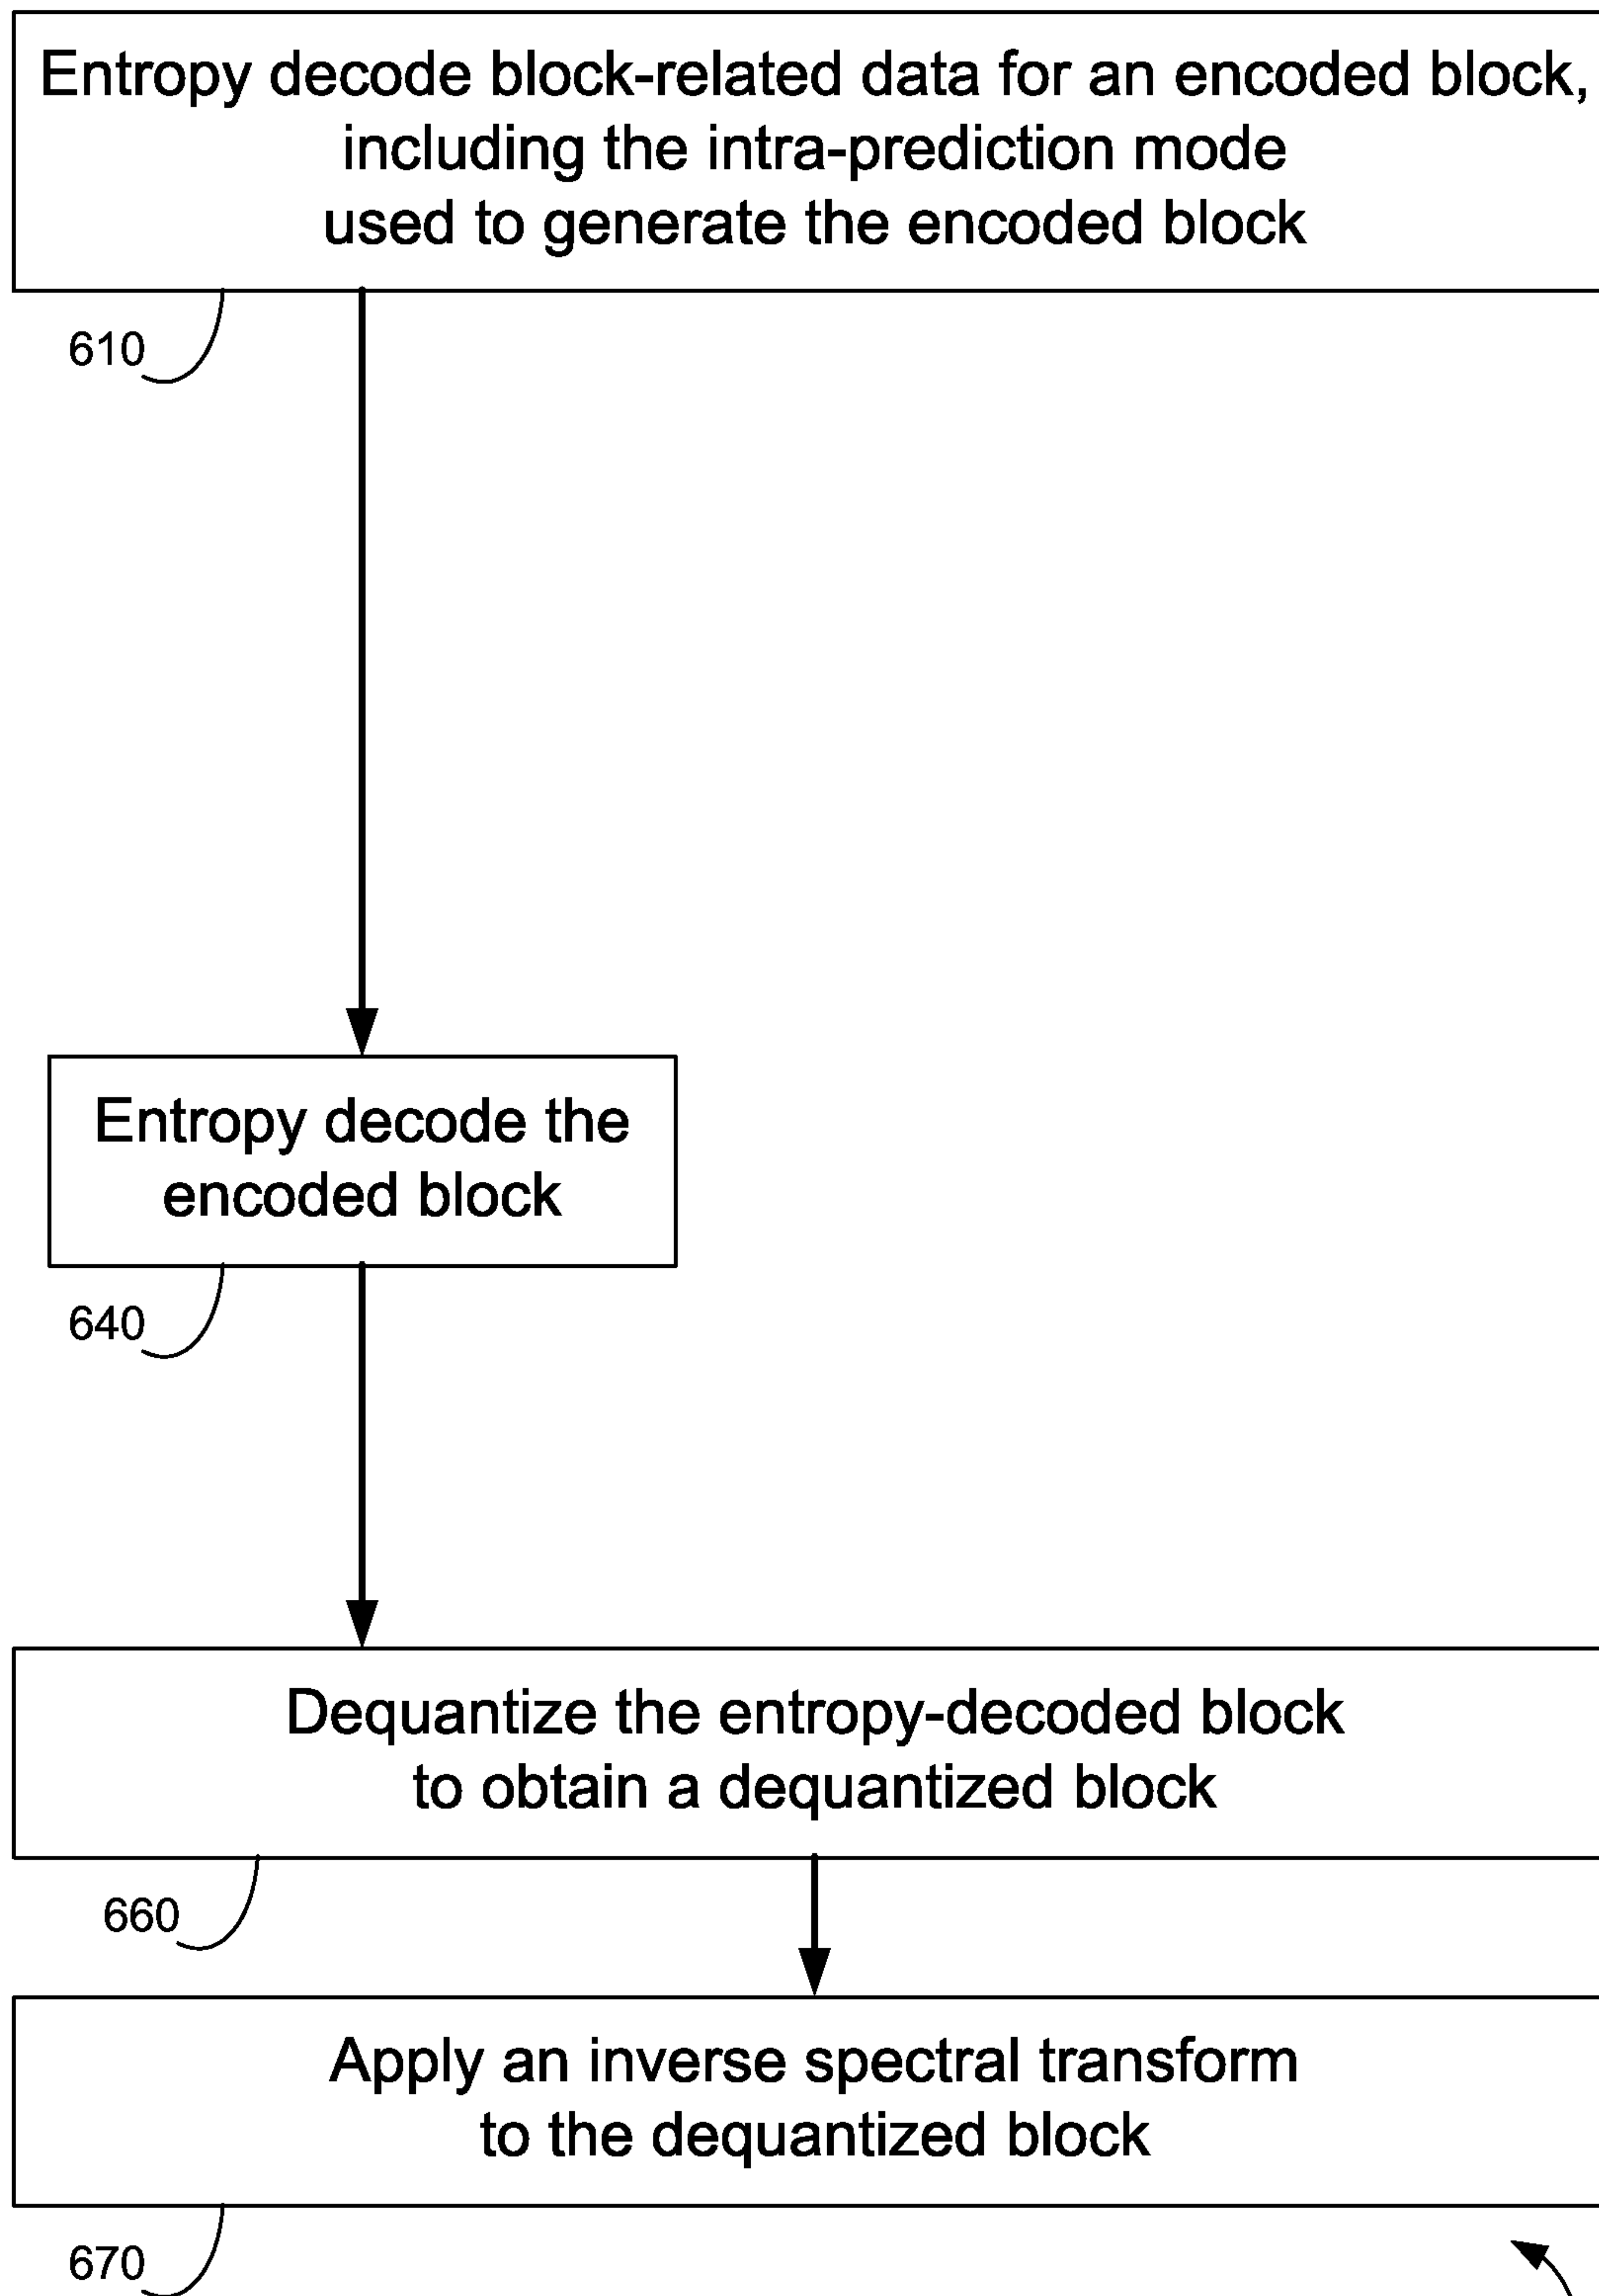 Entropy decode block-related data for an encoded block,
including the intra-prediction mode
used to generate the encoded block
610
Entropy decode the
encoded block
640
Dequantize the entropy-decoded block
to obtain a dequantized block
660
Apply an inverse spectral transform
to the dequantized block
670